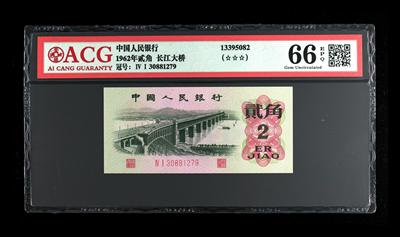 ACG
AI CANG GUARANTY
中国人民银行
1962年贰角 长江大桥
冠号: IV I 30881279
13395082
(☆☆☆)
66 EPQ
Gem Uncirculated
中国人民银行
貳角
2
ER
JIAO
IV I 30881279